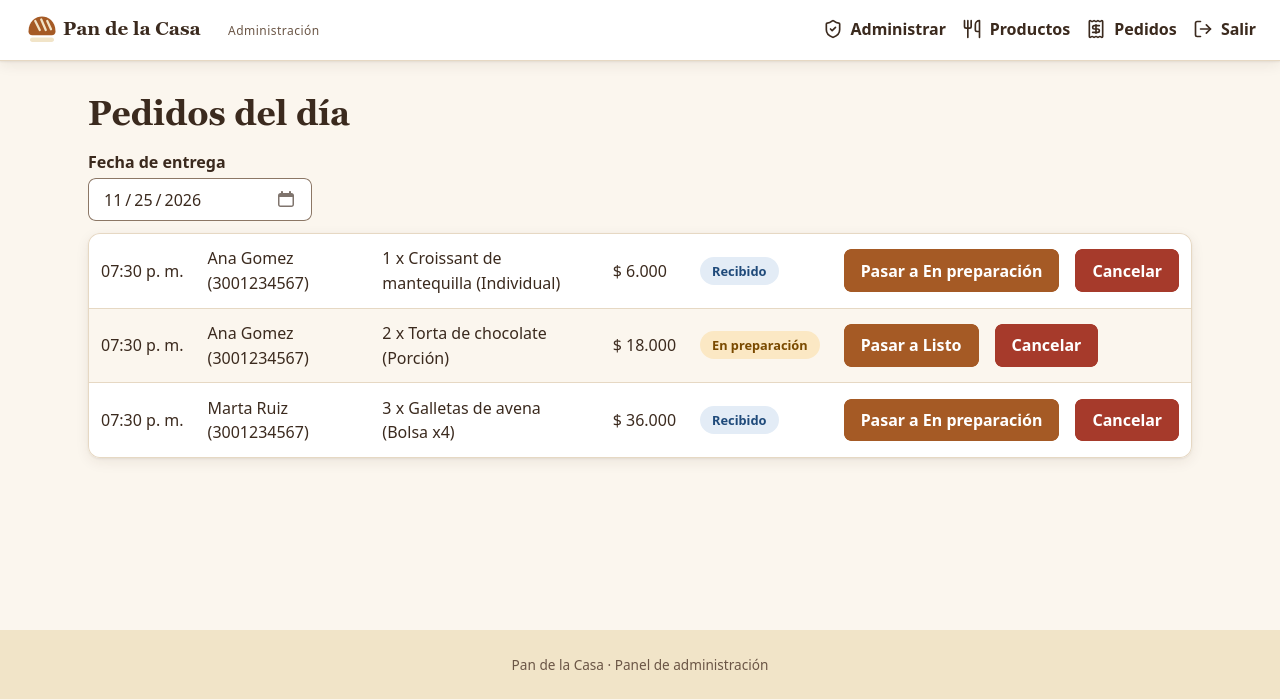 Pan de la Casa
Administración
Administrar
Productos
Pedidos
Salir
Pedidos del día
Fecha de entrega
11 / 25 / 2026
07:30 p. m.
Ana Gomez
(3001234567)
1 x Croissant de
mantequilla (Individual)
$ 6.000
Recibido
Pasar a En preparación
Cancelar
07:30 p. m.
Ana Gomez
(3001234567)
2 x Torta de chocolate
(Porción)
$ 18.000
En preparación
Pasar a Listo
Cancelar
07:30 p. m.
Marta Ruiz
(3001234567)
3 x Galletas de avena
(Bolsa x4)
$ 36.000
Recibido
Pasar a En preparación
Cancelar
Pan de la Casa · Panel de administración